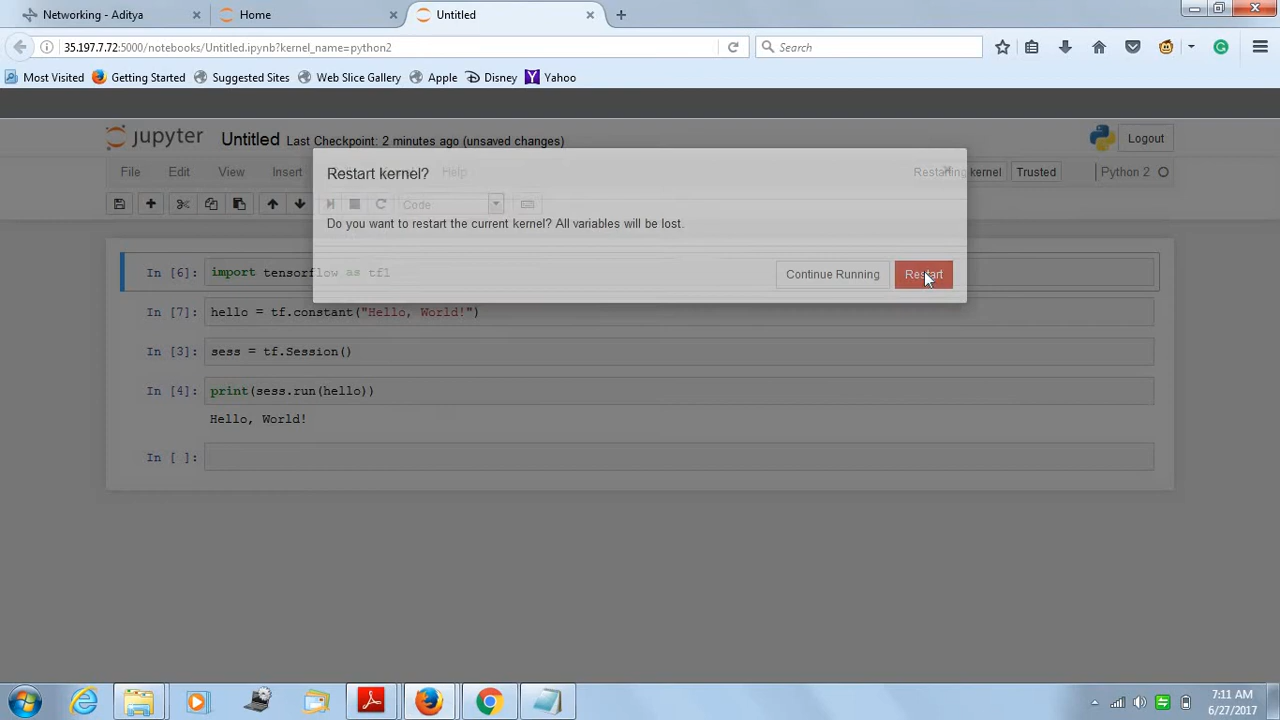 Networking - Aditya
Home
Untitled
35.197.7.72:5000/notebooks/Untitled.ipynb?kernel_name=python2
Search
Most Visited
Getting Started
Suggested Sites
Web Slice Gallery
Apple
Disney
Yahoo
jupyter
Untitled
Last Checkpoint: 2 minutes ago (unsaved changes)
Logout
File
Edit
View
Insert
Help
Restarting kernel
Trusted
Python 2
Code
Restart kernel?
Do you want to restart the current kernel? All variables will be lost.
Continue Running
Restart
In [6]: import tensorflow as tf1
In [7]: hello = tf.constant("Hello, World!")
In [3]: sess = tf.Session()
In [4]: print(sess.run(hello))
Hello, World!
In [ ]:
7:11 AM
6/27/2017